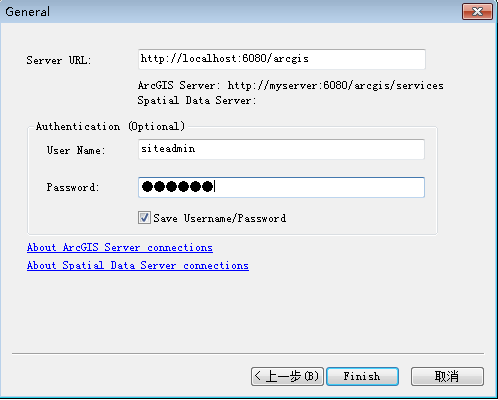 General
Server URL: http://localhost:6080/arcgis
ArcGIS Server: http://myserver:6080/arcgis/services
Spatial Data Server:
Authentication (Optional)
User Name: siteadmin
Password: ●●●●●●
Save Username/Password
About ArcGIS Server connections
About Spatial Data Server connections
< 上一步(B) Finish 取消